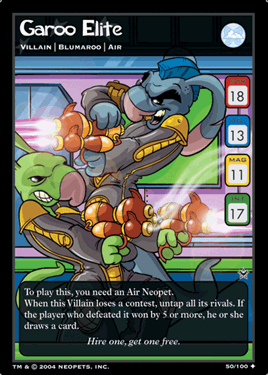 Garoo Elite
VILLAIN | BLUMAROO | AIR
18
13
MAG
11
INT
17
To play this, you need an Air Neopet.
When this Villain loses a contest, untap all its rivals. If
the player who defeated it won by 5 or more, he or she
draws a card.
Hire one, get one free.
TM & © 2004 NEOPETS, INC.
50/100